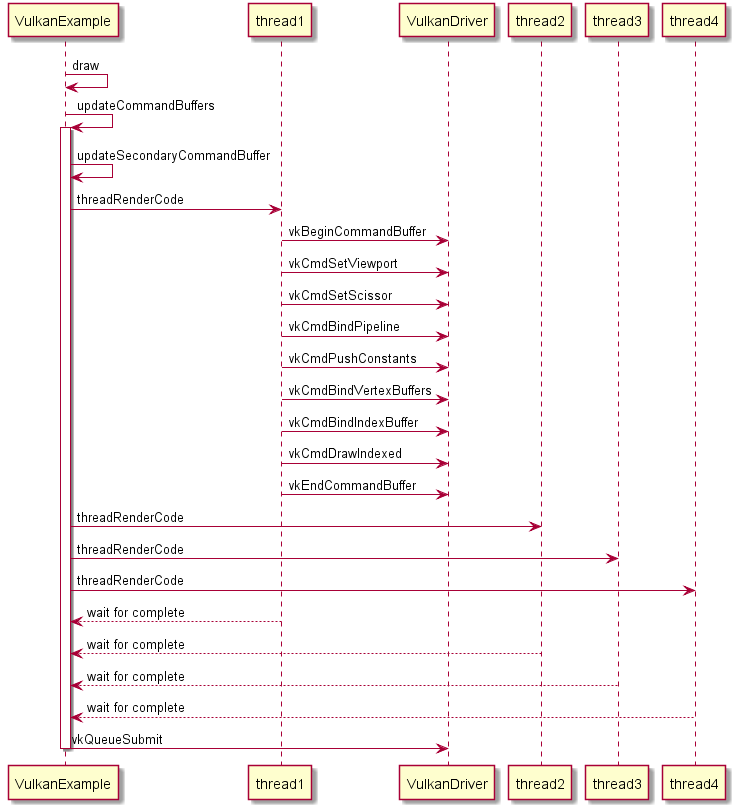 VulkanExample thread1 VulkanDriver thread2 thread3 thread4
draw
updateCommandBuffers
updateSecondaryCommandBuffer
threadRenderCode
vkBeginCommandBuffer
vkCmdSetViewport
vkCmdSetScissor
vkCmdBindPipeline
vkCmdPushConstants
vkCmdBindVertexBuffers
vkCmdBindIndexBuffer
vkCmdDrawIndexed
vkEndCommandBuffer
threadRenderCode
threadRenderCode
threadRenderCode
wait for complete
wait for complete
wait for complete
wait for complete
vkQueueSubmit
VulkanExample thread1 VulkanDriver thread2 thread3 thread4